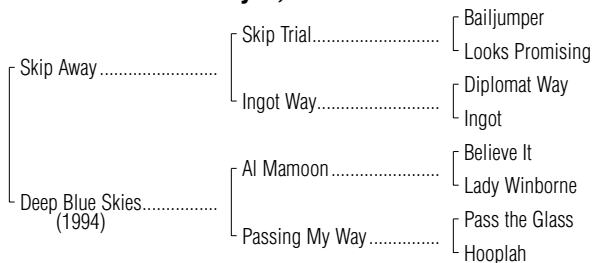 Bailjumper
Skip Trial
Looks Promising
Skip Away
Diplomat Way
Ingot Way
Ingot
Believe It
Al Mamoon
Lady Winborne
Deep Blue Skies
(1994)
Pass the Glass
Passing My Way
Hooplah